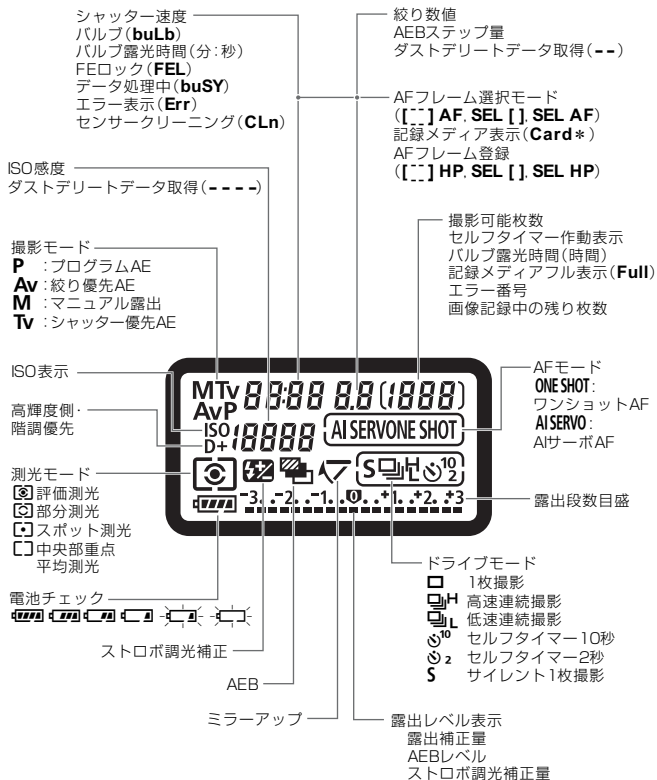 シャッター速度
バルブ(buLb)
バルブ露光時間(分:秒)
FEロック(FEL)
データ処理中(buSY)
エラー表示(Err)
センサークリーニング(CLn)
絞り数値
AEBステップ量
ダストデリートデータ取得(--)
AFフレーム選択モード
([ ] AF, SEL [ ], SEL AF)
記録メディア表示(Card*)
AFフレーム登録
([ ] HP, SEL [ ], SEL HP)
ISO感度
ダストデリートデータ取得(----)
撮影可能枚数
セルフタイマー作動表示
バルブ露光時間(時間)
記録メディアフル表示(Full)
エラー番号
画像記録中の残り枚数
撮影モード
P :プログラムAE
Av :絞り優先AE
M :マニュアル露出
Tv :シャッター優先AE
ISO表示
高輝度側・
階調優先
測光モード
評価測光
部分測光
スポット測光
中央部重点
平均測光
電池チェック
MTv 88:88 8.8 (1888)
AvP
ISO
D+ 18888 AI SERVONE SHOT
S H 10
2
-3..-2..-1..0..+1..+2..+3
AFモード
ONE SHOT:
ワンショットAF
AI SERVO:
AIサーボAF
露出段数目盛
ドライブモード
1枚撮影
H 高速連続撮影
L 低速連続撮影
10 セルフタイマー10秒
2 セルフタイマー2秒
S サイレント1枚撮影
ストロボ調光補正
AEB
ミラーアップ
露出レベル表示
露出補正量
AEBレベル
ストロボ調光補正量